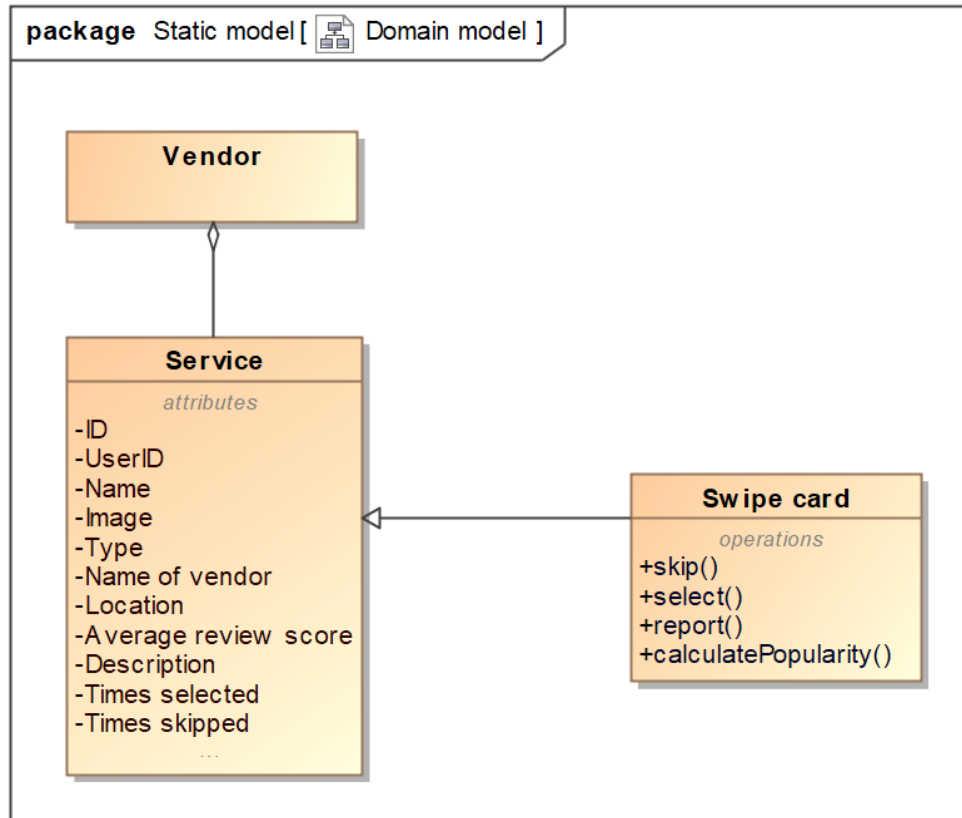 package Static model [ Domain model ]
Vendor
Service
attributes
-ID
-UserID
-Name
-Image
-Type
-Name of vendor
-Location
-Average review score
-Description
-Times selected
-Times skipped
...
Swipe card
operations
+skip()
+select()
+report()
+calculatePopularity()